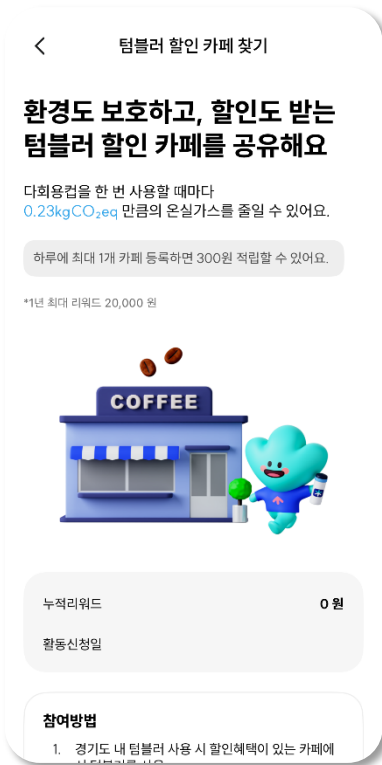 텀블러 할인 카페 찾기
환경도 보호하고, 할인도 받는
텀블러 할인 카페를 공유해요
다회용컵을 한 번 사용할 때마다
0.23kgCO₂eq 만큼의 온실가스를 줄일 수 있어요.
하루에 최대 1개 카페 등록하면 300원 적립할 수 있어요.
*1년 최대 리워드 20,000 원
COFFEE
누적리워드 0 원
활동신청일
참여방법
1. 경기도 내 텀블러 사용 시 할인혜택이 있는 카페에